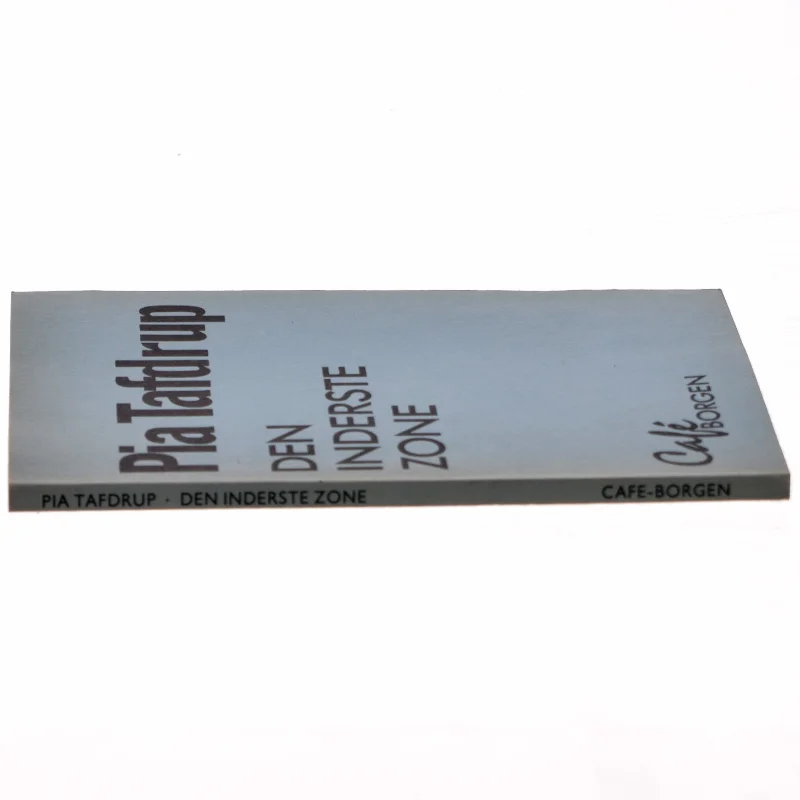 Pia Tafdrup
DEN
INDERSTE
ZONE
Café
BORGEN
PIA TAFDRUP · DEN INDERSTE ZONE
CAFE-BORGEN